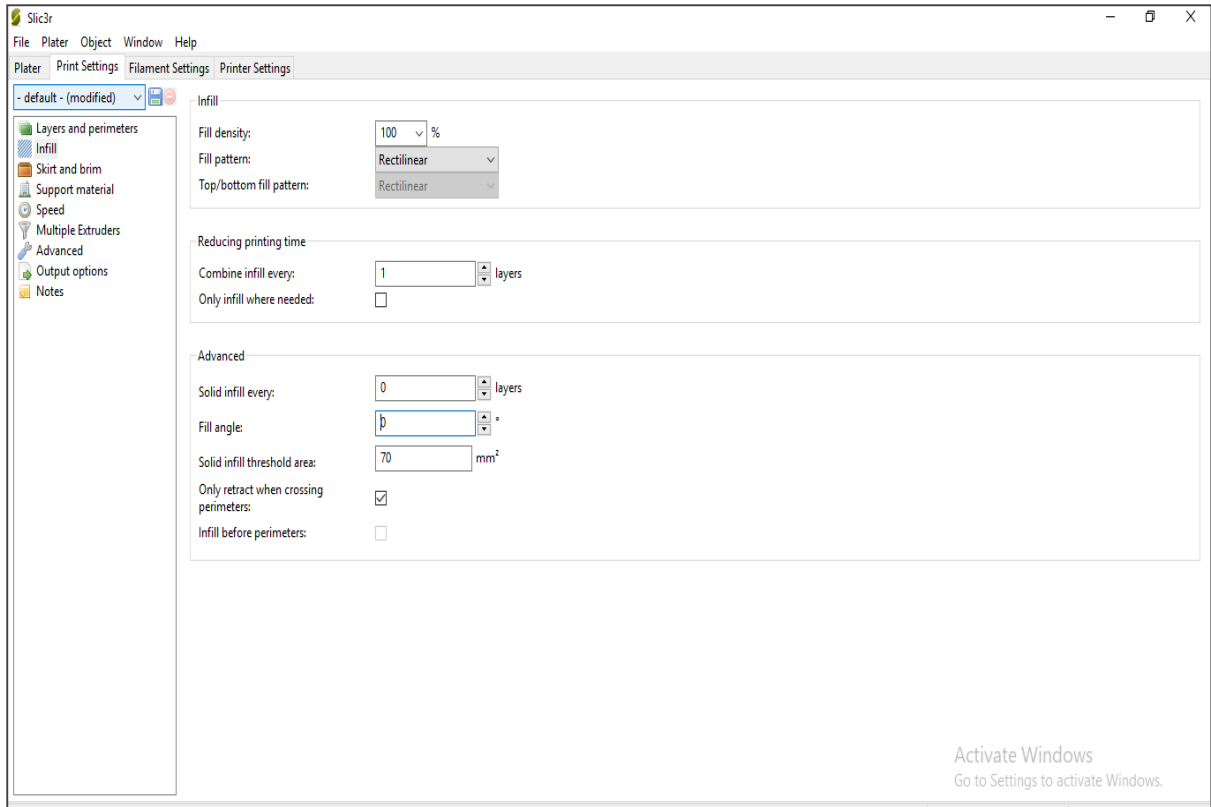 Slic3r
File Plater Object Window Help
Plater Print Settings Filament Settings Printer Settings
- default - (modified)
Layers and perimeters
Infill
Skirt and brim
Support material
Speed
Multiple Extruders
Advanced
Output options
Notes
Infill
Fill density: 100 %
Fill pattern: Rectilinear
Top/bottom fill pattern: Rectilinear
Reducing printing time
Combine infill every: 1 layers
Only infill where needed:
Advanced
Solid infill every: 0 layers
Fill angle: 0 °
Solid infill threshold area: 70 mm²
Only retract when crossing
perimeters:
Infill before perimeters:
Activate Windows
Go to Settings to activate Windows.